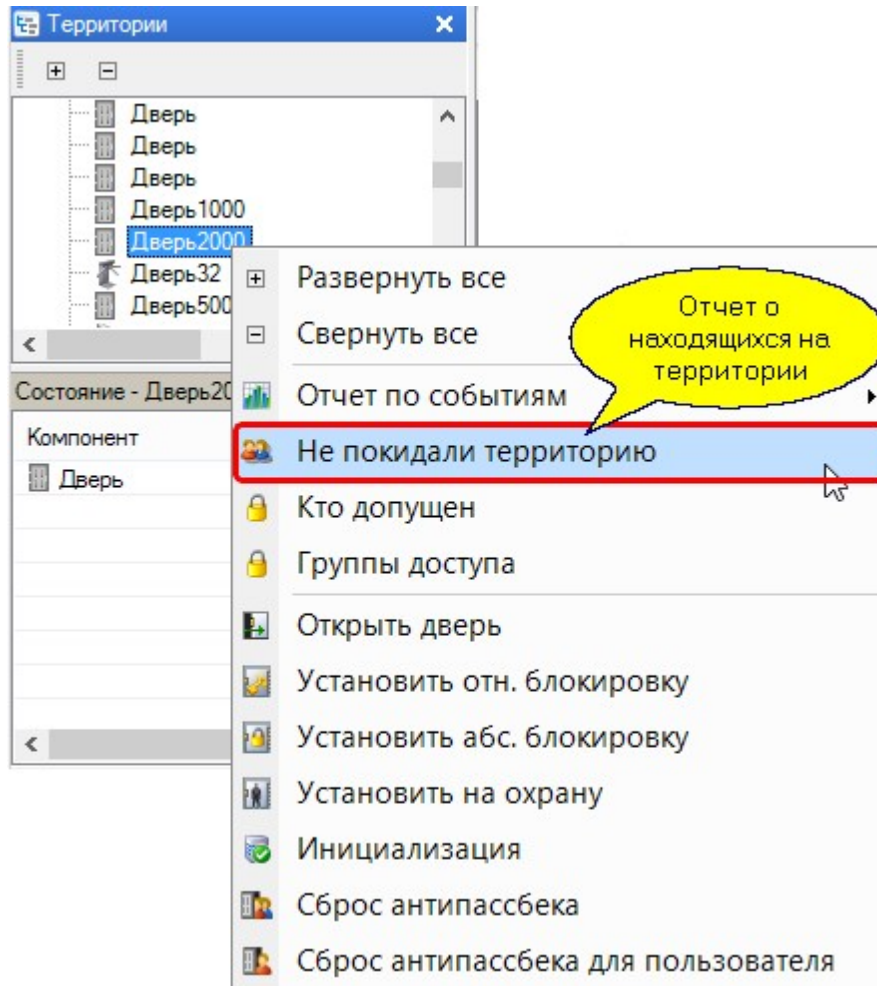 Территории
Дверь
Дверь
Дверь
Дверь1000
Дверь2000
Дверь32
Дверь500
Состояние - Дверь20
Компонент
Дверь
Развернуть все
Свернуть все
Отчет по событиям
Не покидали территорию
Кто допущен
Группы доступа
Открыть дверь
Установить отн. блокировку
Установить абс. блокировку
Установить на охрану
Инициализация
Сброс антипассбека
Сброс антипассбека для пользователя
Отчет о
находящихся на
территории